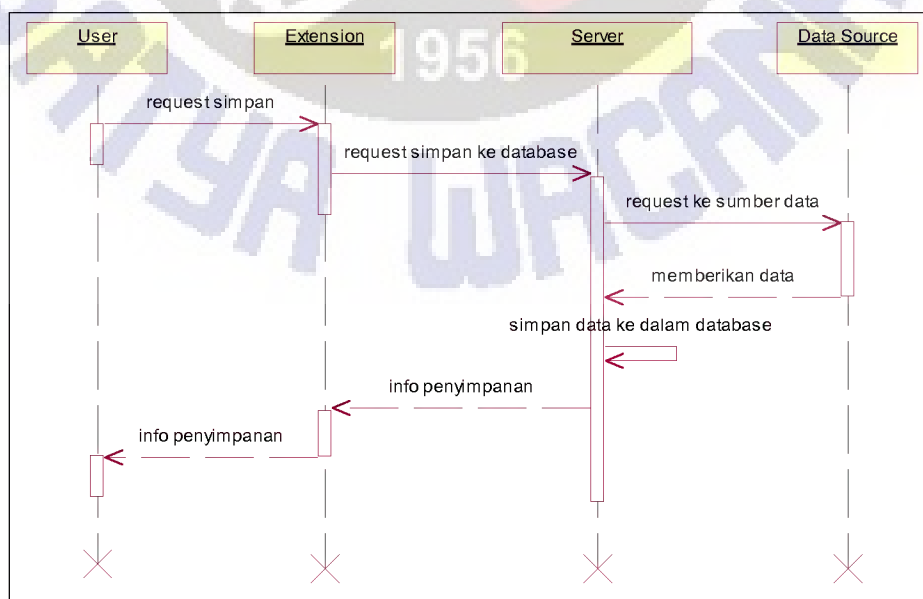 User
Extension
Server
Data Source
1956
request simpan
request simpan ke database
request ke sumber data
memberikan data
simpan data ke dalam database
info penyimpanan
info penyimpanan
WACANA